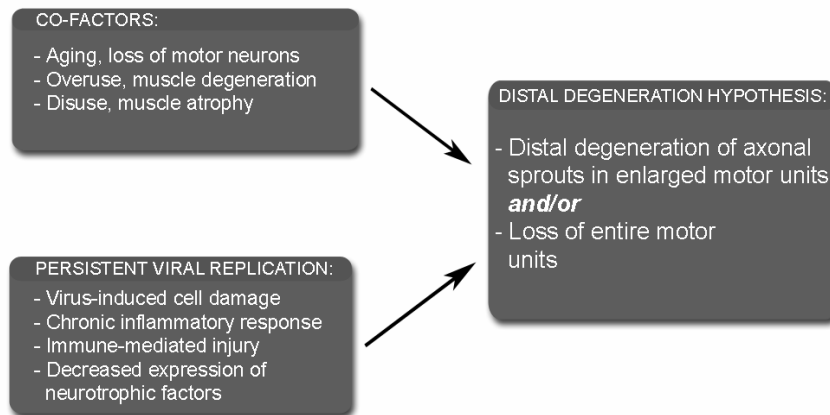 CO-FACTORS:
- Aging, loss of motor neurons
- Overuse, muscle degeneration
- Disuse, muscle atrophy
PERSISTENT VIRAL REPLICATION:
- Virus-induced cell damage
- Chronic inflammatory response
- Immune-mediated injury
- Decreased expression of
neurotrophic factors
DISTAL DEGENERATION HYPOTHESIS:
- Distal degeneration of axonal
sprouts in enlarged motor units
and/or
- Loss of entire motor
units